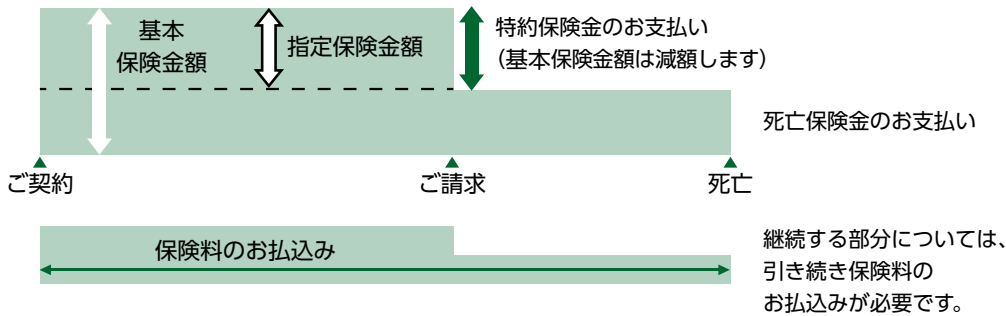 基本
保険金額
指定保険金額
特約保険金のお支払い
（基本保険金額は減額します）
死亡保険金のお支払い
ご契約
ご請求
死亡
保険料のお払込み
継続する部分については、
引き続き保険料の
お払込みが必要です。